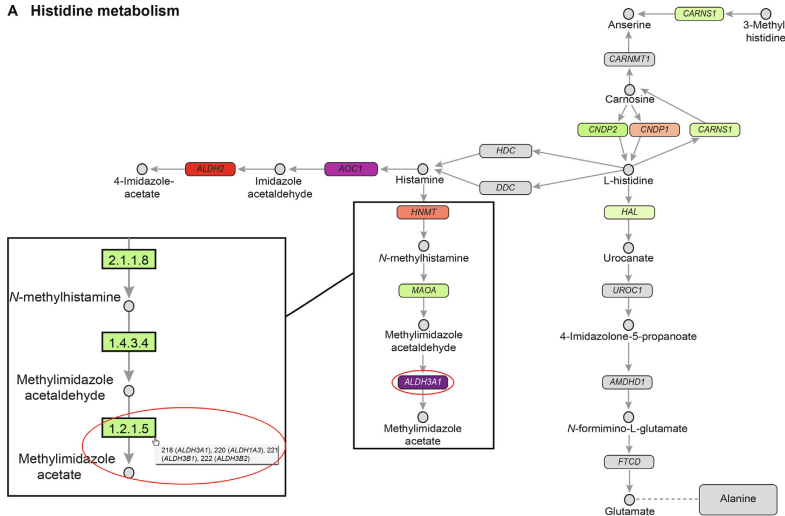 A Histidine metabolism
CARNS1
Anserine
3-Methyl
histidine
CARNMT1
Carnosine
CNDP2
CNDP1
CARNS1
HDC
ALDH2
AOC1
4-Imidazole-
acetate
Imidazole
acetaldehyde
Histamine
L-histidine
DDC
HNMT
HAL
N-methylhistamine
Urocanate
MAOA
UROC1
Methylimidazole
acetaldehyde
4-Imidazolone-5-propanoate
ALDH3A1
AMDHD1
Methylimidazole
acetate
N-formimino-L-glutamate
FTCD
Glutamate
Alanine
2.1.1.8
N-methylhistamine
1.4.3.4
Methylimidazole
acetaldehyde
1.2.1.5
218 (ALDH3A1), 220 (ALDH1A3), 221
(ALDH3B1), 222 (ALDH3B2)
Methylimidazole
acetate